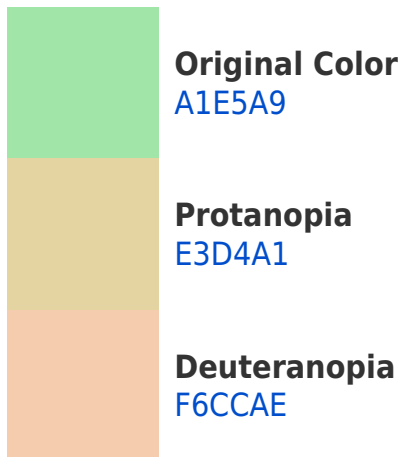 Original Color
A1E5A9
Protanopia
E3D4A1
Deuteranopia
F6CCAE